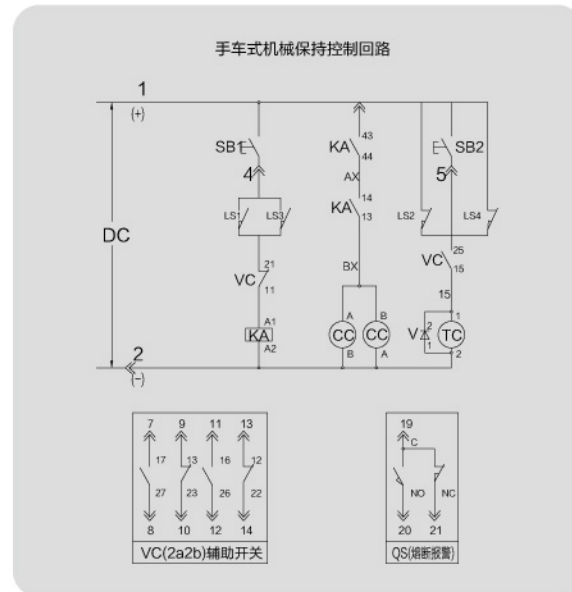 手车式机械保持控制回路
1
(+)
SB1
4
LS1
LS3
VC
21
11
KA
A1
A2
KA
43
44
AX
KA
14
13
BX
A
CC
B
B
CC
A
SB2
5
LS2
LS4
VC
25
15
15
V
2
1
1
TC
2
DC
2
(−)
7 9 11 13
17 13 16 12
27 23 26 22
8 10 12 14
VC(2a2b)辅助开关
19
C
NO NC
20 21
QS(熔断报警)